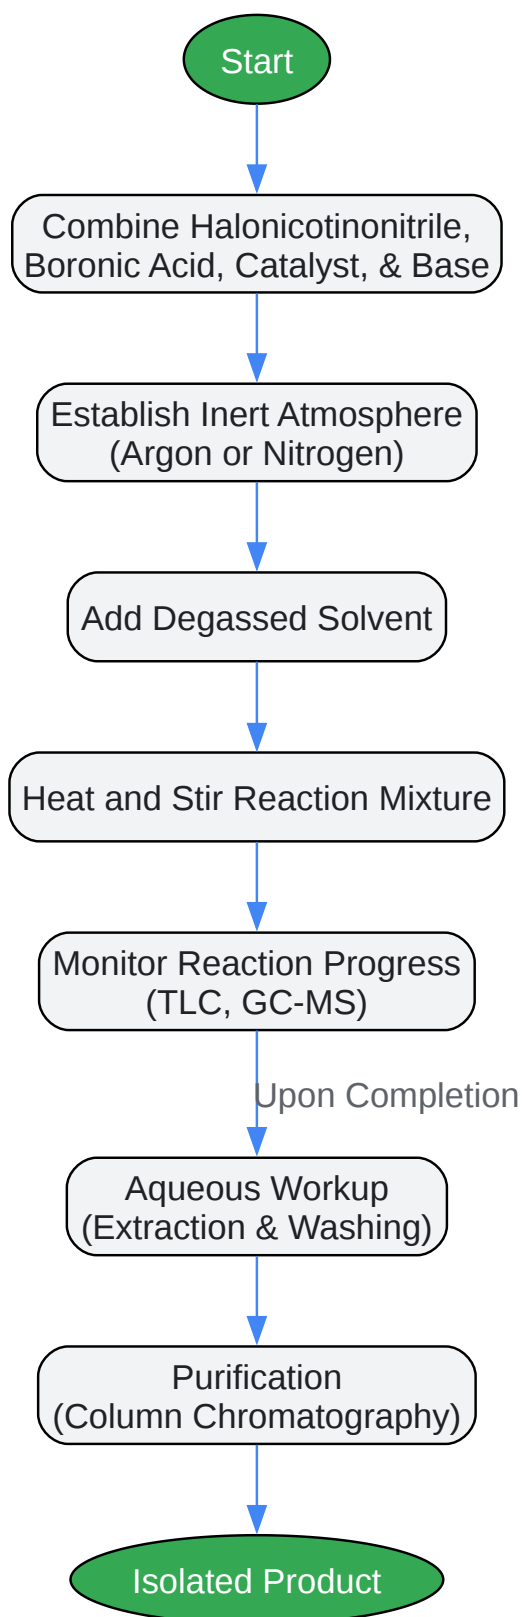 Start
Combine Halonicotinonitrile,
Boronic Acid, Catalyst, & Base
Establish Inert Atmosphere
(Argon or Nitrogen)
Add Degassed Solvent
Heat and Stir Reaction Mixture
Monitor Reaction Progress
(TLC, GC-MS)
Upon Completion
Aqueous Workup
(Extraction & Washing)
Purification
(Column Chromatography)
Isolated Product